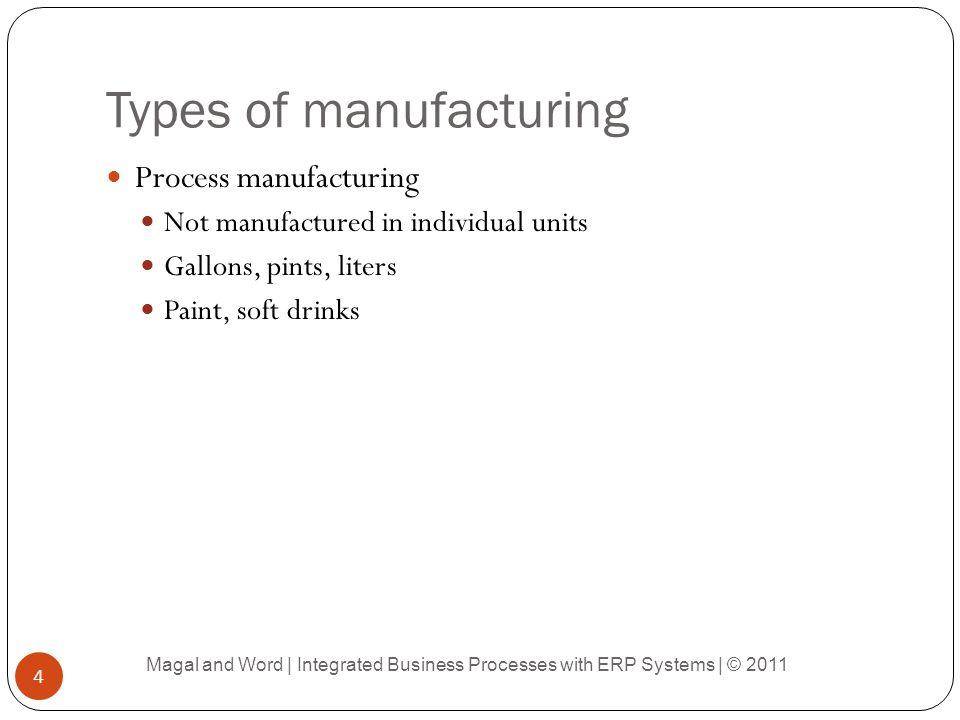 Types of manufacturing
Process manufacturing
Not manufactured in individual units
Gallons, pints, liters
Paint, soft drinks
4
Magal and Word | Integrated Business Processes with ERP Systems | © 2011